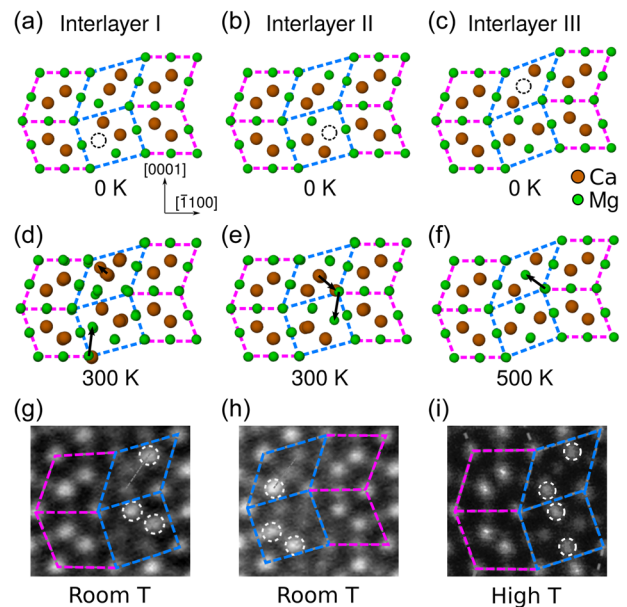 (a) Interlayer I
(b) Interlayer II
(c) Interlayer III
0 K
0 K
0 K
[0001]
[1̄100]
Ca
Mg
(d)
(e)
(f)
300 K
300 K
500 K
(g)
(h)
(i)
Room T
Room T
High T